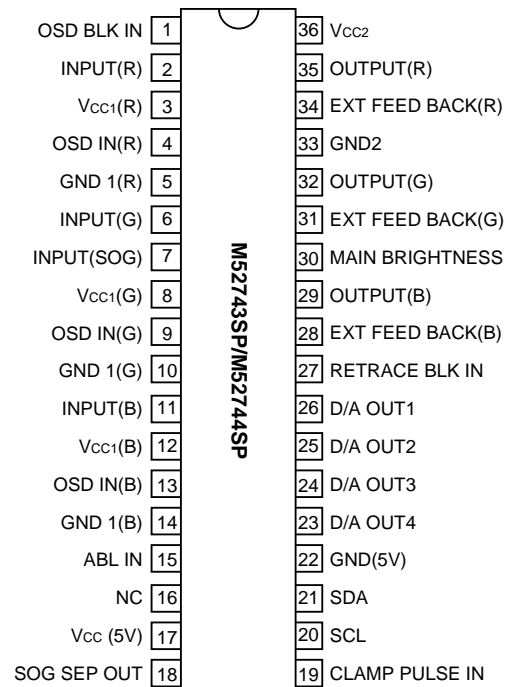 OSD BLK IN 1
36 VCC2
INPUT(R) 2
35 OUTPUT(R)
VCC1(R) 3
34 EXT FEED BACK(R)
OSD IN(R) 4
33 GND2
GND 1(R) 5
32 OUTPUT(G)
INPUT(G) 6
31 EXT FEED BACK(G)
INPUT(SOG) 7
30 MAIN BRIGHTNESS
VCC1(G) 8
29 OUTPUT(B)
OSD IN(G) 9
28 EXT FEED BACK(B)
GND 1(G) 10
27 RETRACE BLK IN
INPUT(B) 11
26 D/A OUT1
VCC1(B) 12
25 D/A OUT2
OSD IN(B) 13
24 D/A OUT3
GND 1(B) 14
23 D/A OUT4
ABL IN 15
22 GND(5V)
NC 16
21 SDA
VCC (5V) 17
20 SCL
SOG SEP OUT 18
19 CLAMP PULSE IN
M52743SP/M52744SP